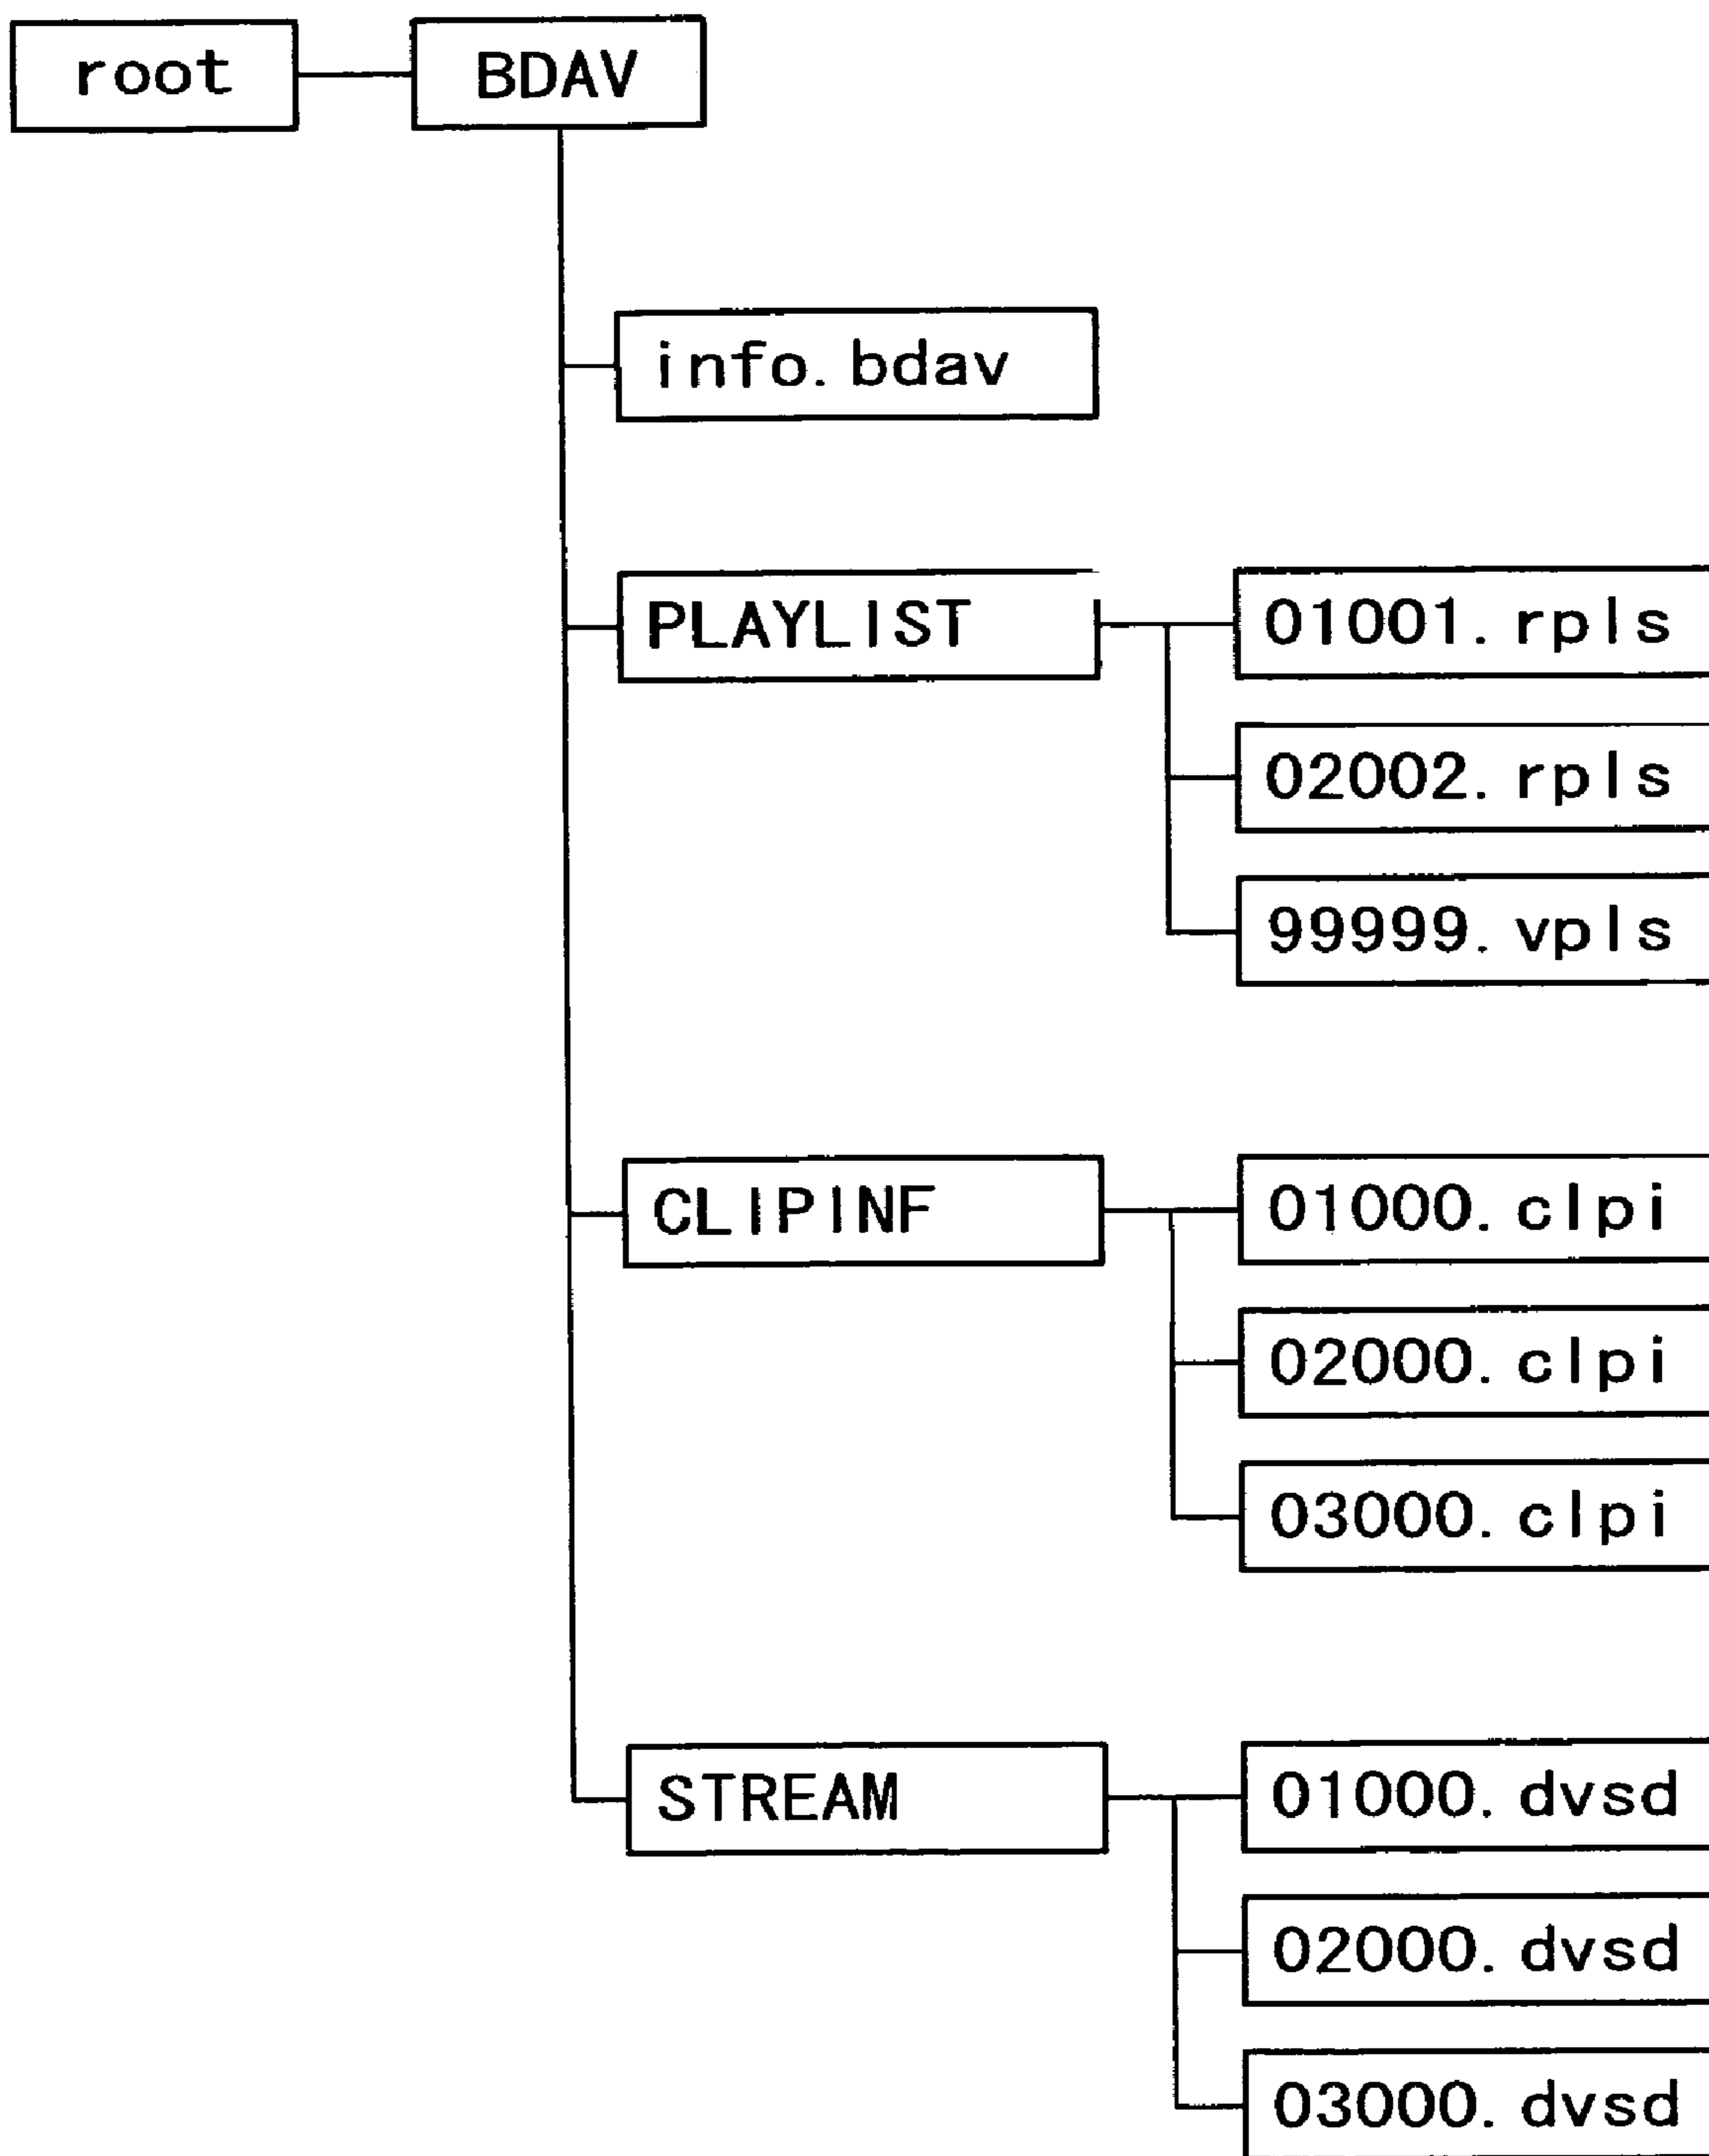 root
BDAV
info.bdav
PLAYLIST
01001.rpls
02002.rpls
99999.vpls
CLIPINF
01000.clpi
02000.clpi
03000.clpi
STREAM
01000.dvsd
02000.dvsd
03000.dvsd